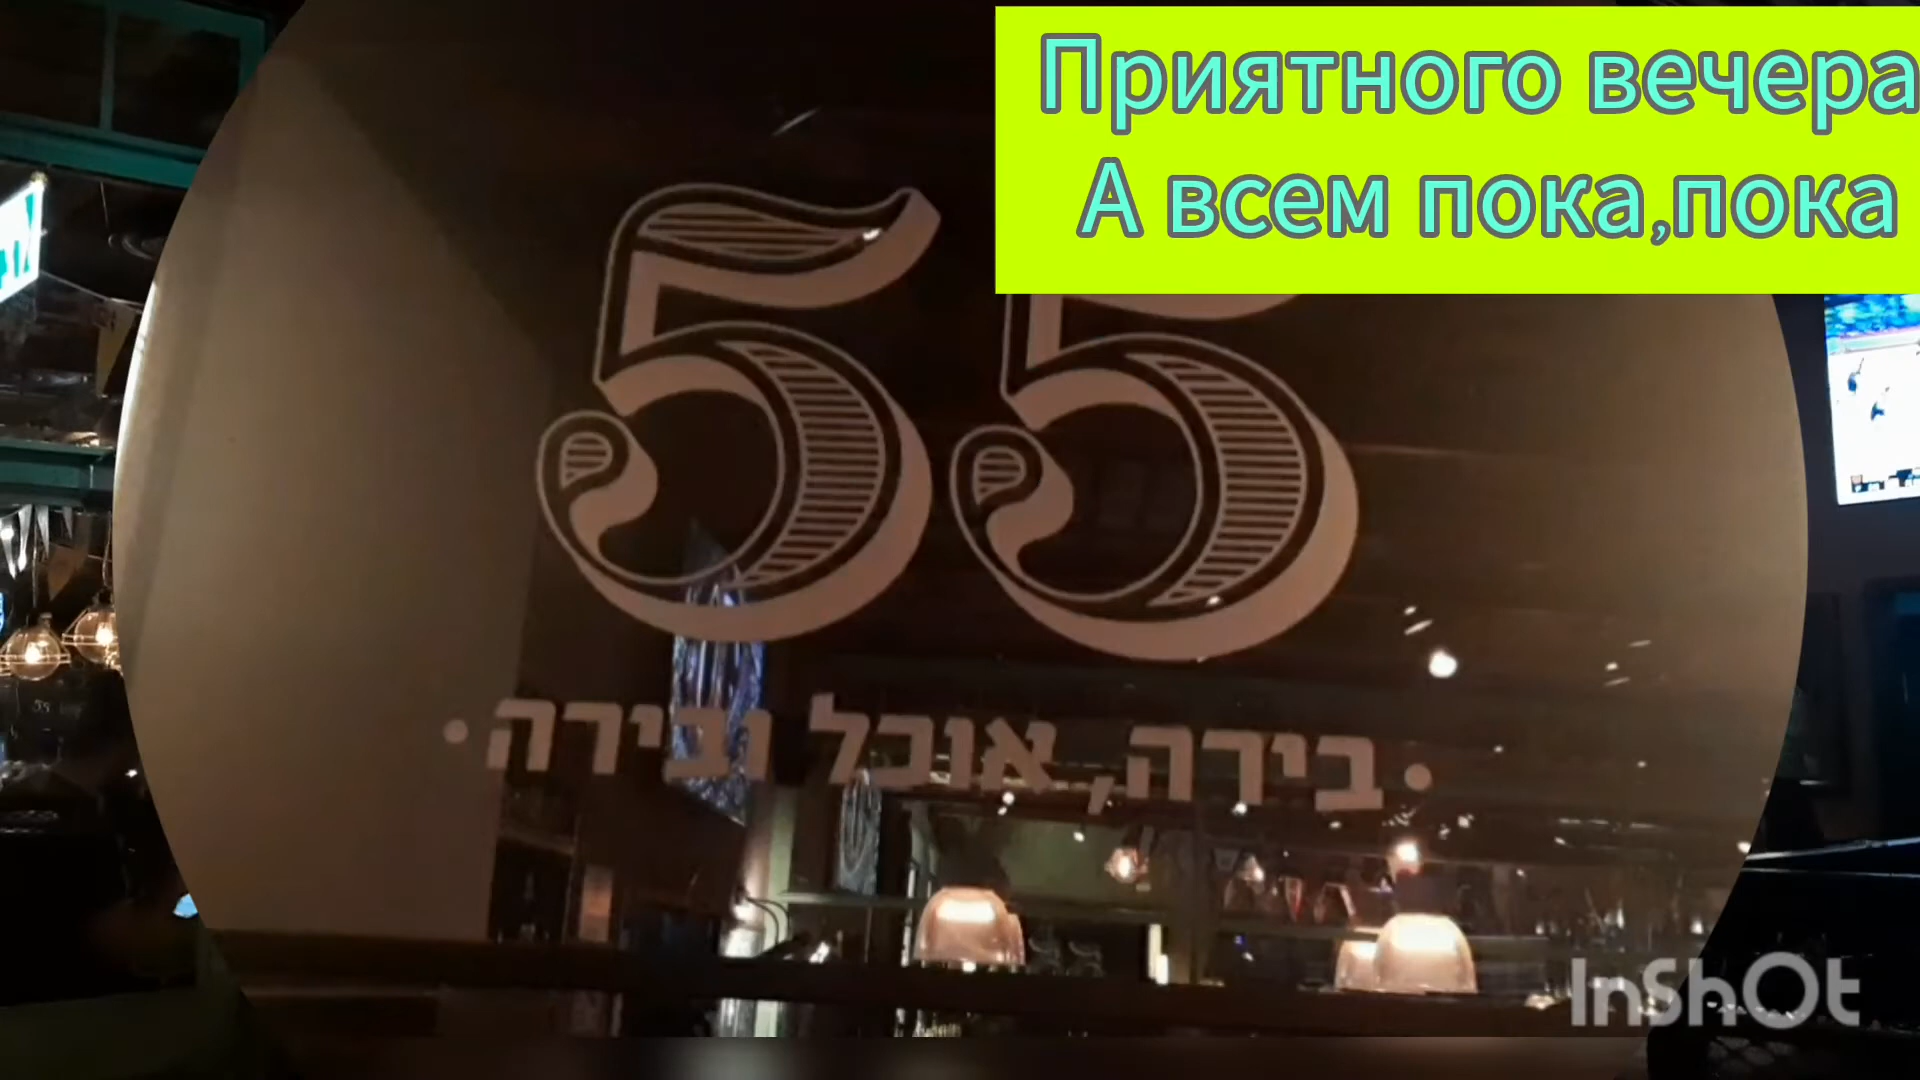 Приятного вечера
А всем пока,пока
55
• בירה, אוכל ובירה •
InShOt